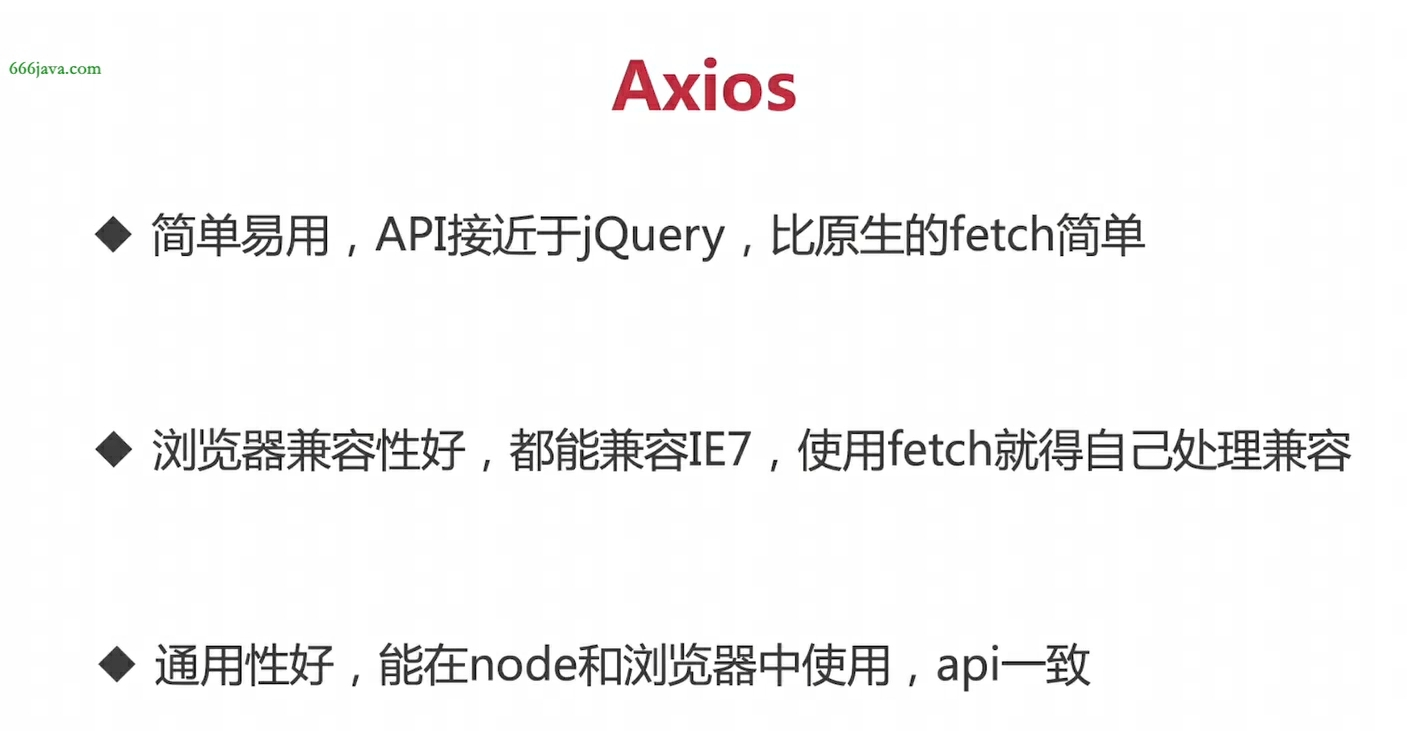 666java.com
Axios
◆ 简单易用，API接近于jQuery，比原生的fetch简单
◆ 浏览器兼容性好，都能兼容IE7，使用fetch就得自己处理兼容
◆ 通用性好，能在node和浏览器中使用，api一致